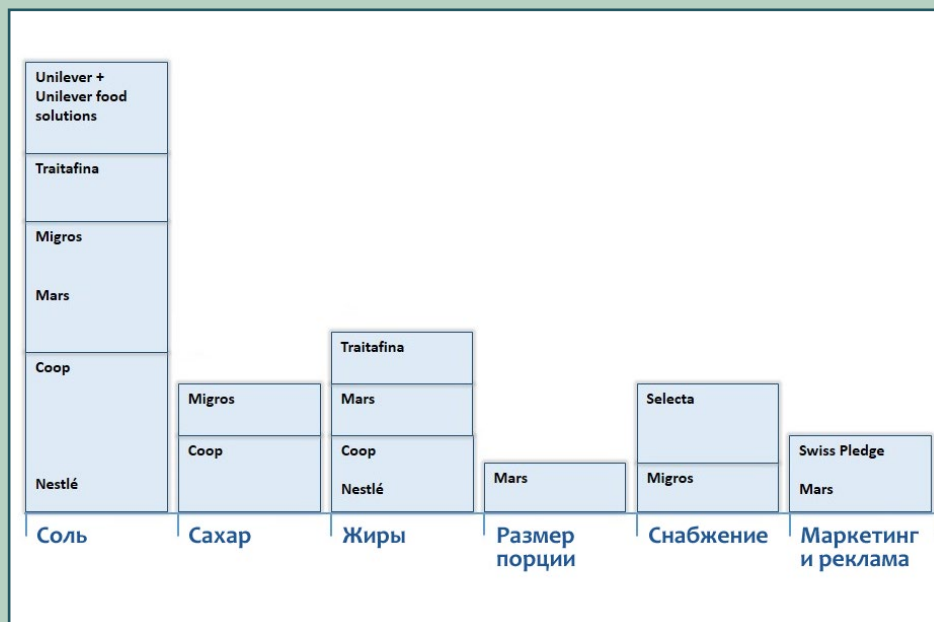 Unilever +
Unilever food
solutions
Traitafina
Migros
Mars
Coop
Nestlé
Соль
Migros
Coop
Сахар
Traitafina
Mars
Coop
Nestlé
Жиры
Mars
Размер
порции
Selecta
Migros
Снабжение
Swiss Pledge
Mars
Маркетинг
и реклама